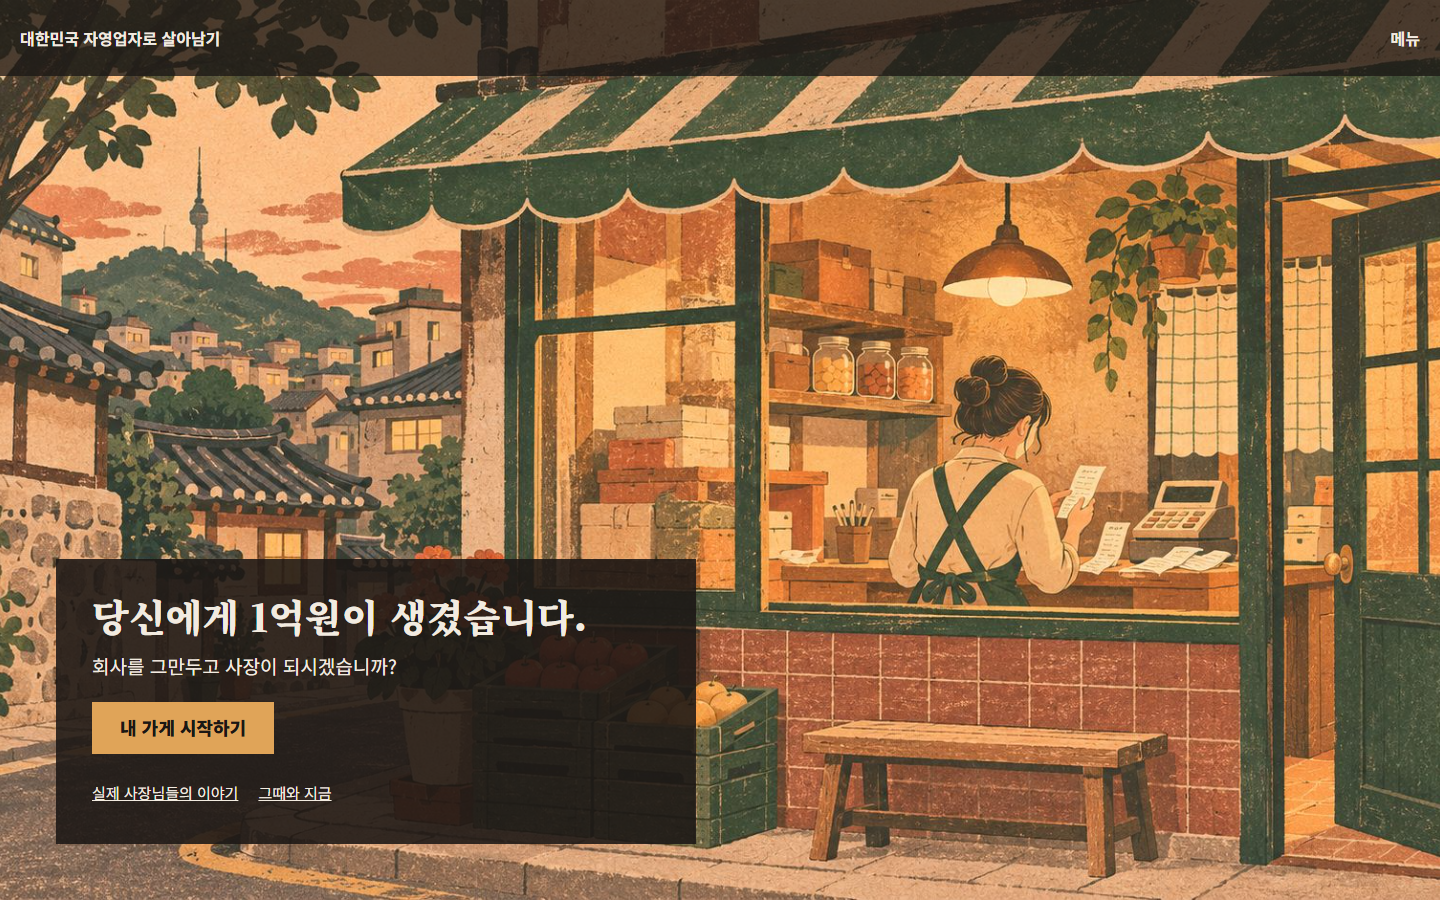 대한민국 자영업자로 살아남기
메뉴
당신에게 1억원이 생겼습니다.
회사를 그만두고 사장이 되시겠습니까?
내 가게 시작하기
실제 사장님들의 이야기 그때와 지금